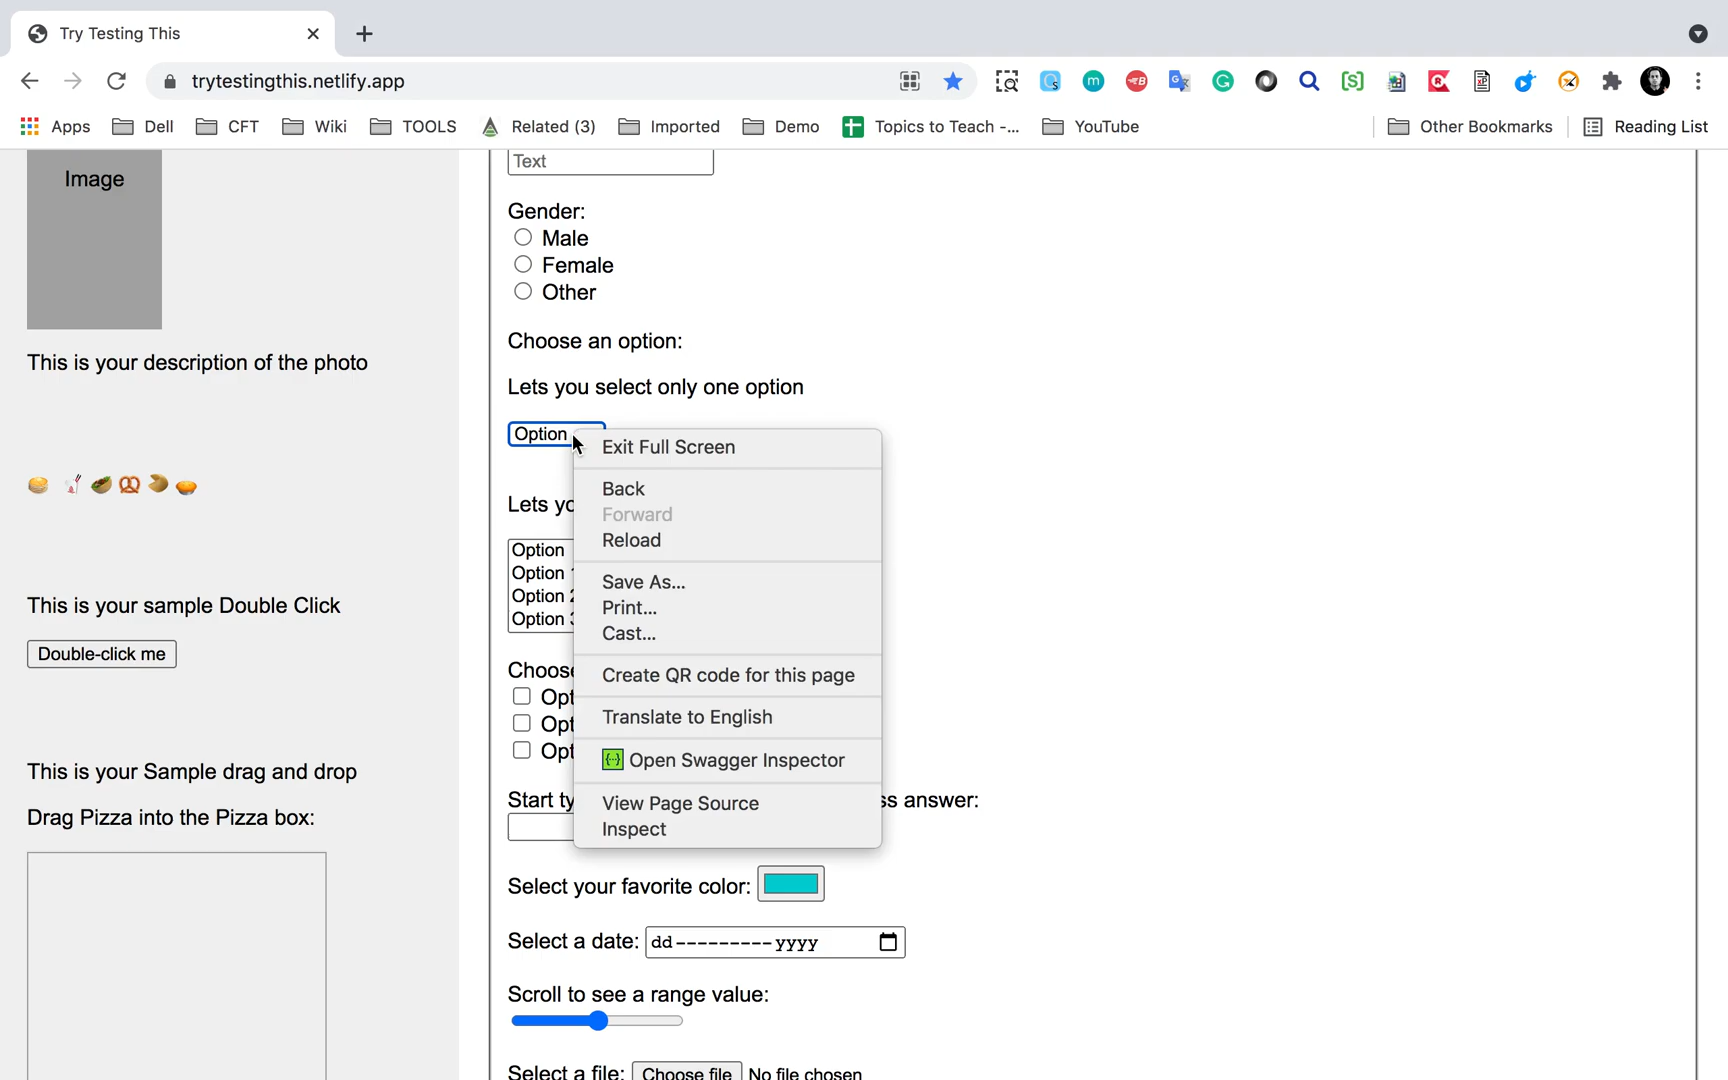 Try Testing This
trytestingthis.netlify.app
Apps Dell CFT Wiki TOOLS Related (3) Imported Demo Topics to Teach -... YouTube Other Bookmarks Reading List
Image
This is your description of the photo
This is your sample Double Click
Double-click me
This is your Sample drag and drop
Drag Pizza into the Pizza box:
Text
Gender:
Male
Female
Other
Choose an option:
Lets you select only one option
Option
Lets yo
Option
Option
Option 2
Option 3
Choose
Opt
Opt
Opt
Start ty ss answer:
Select your favorite color:
Select a date: dd---------yyyy
Scroll to see a range value:
Select a file: Choose file No file chosen
Exit Full Screen
Back
Forward
Reload
Save As...
Print...
Cast...
Create QR code for this page
Translate to English
Open Swagger Inspector
View Page Source
Inspect